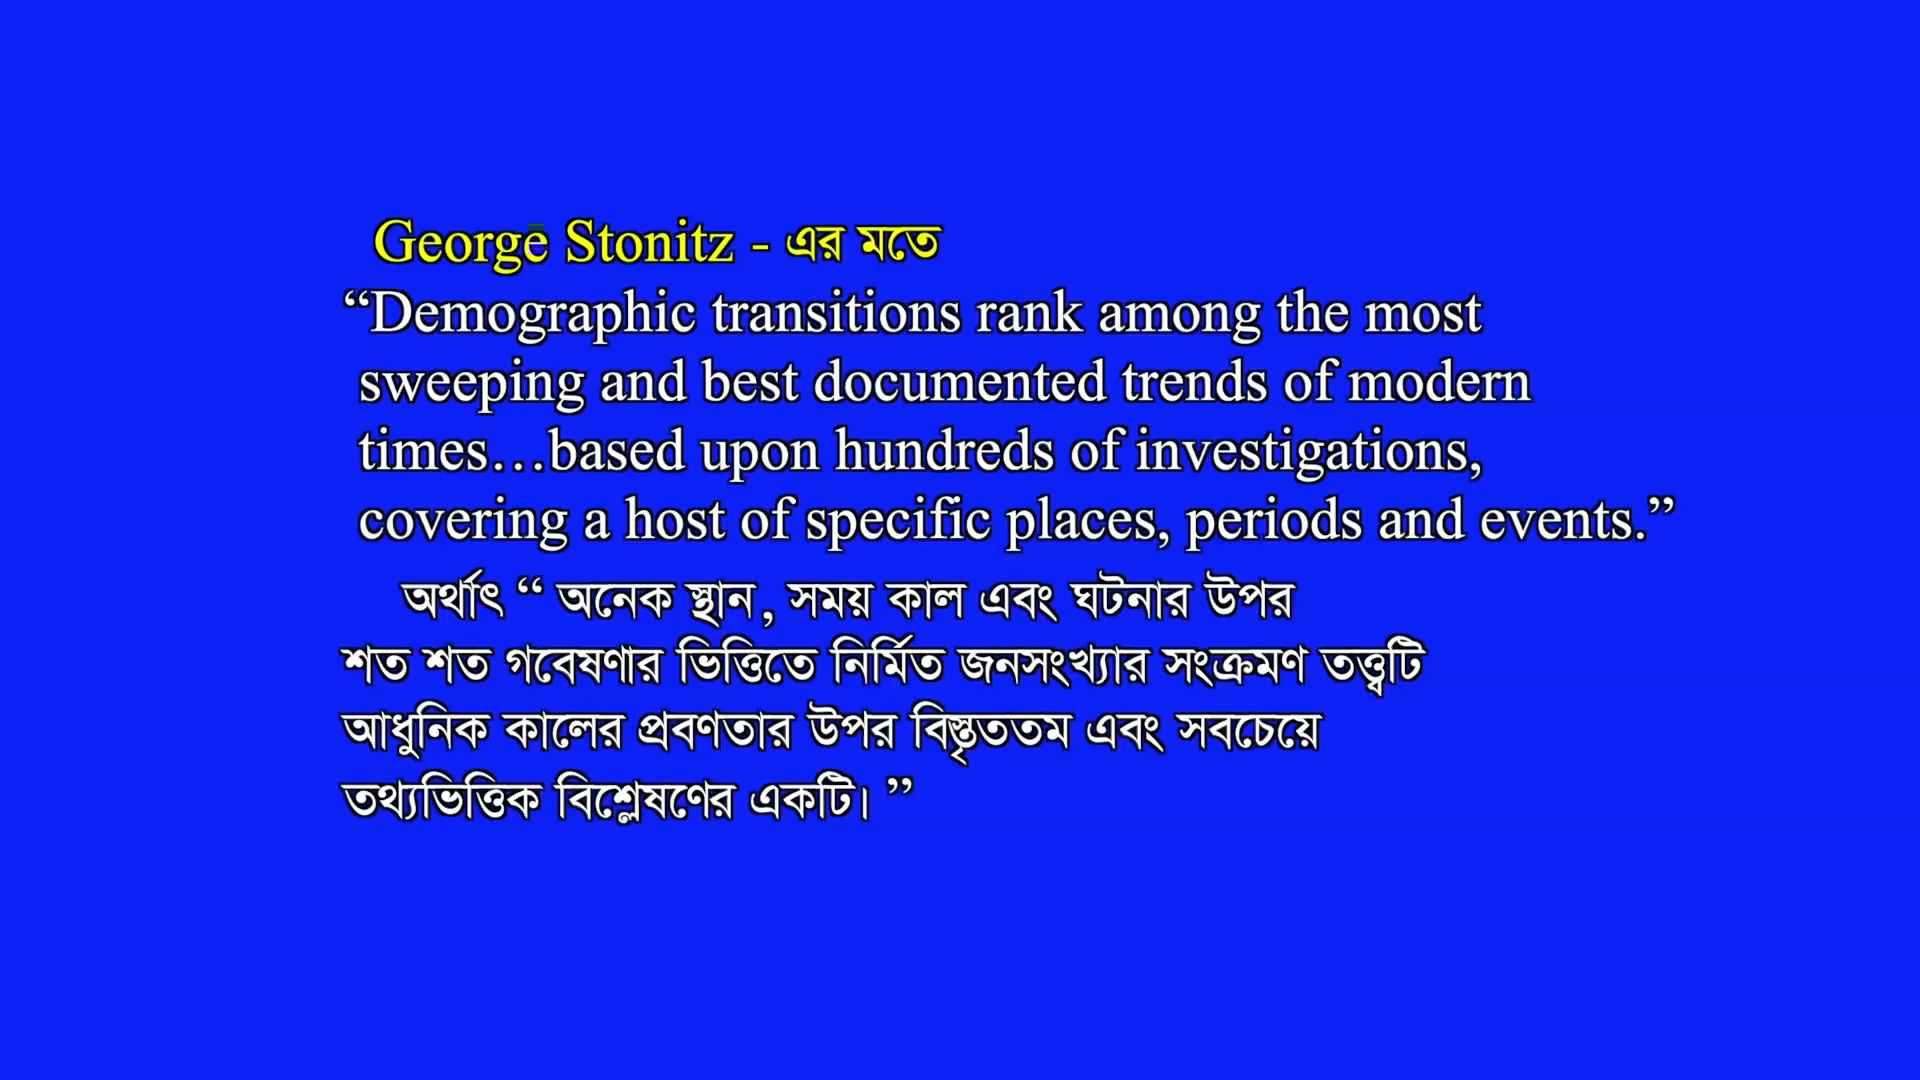 George Stonitz - এর মতে
“Demographic transitions rank among the most
sweeping and best documented trends of modern
times…based upon hundreds of investigations,
covering a host of specific places, periods and events.”
অর্থাৎ “ অনেক স্থান, সময় কাল এবং ঘটনার উপর
শত শত গবেষণার ভিত্তিতে নির্মিত জনসংখ্যার সংক্রমণ তত্ত্বটি
আধুনিক কালের প্রবণতার উপর বিস্তৃততম এবং সবচেয়ে
তথ্যভিত্তিক বিশ্লেষণের একটি। ”